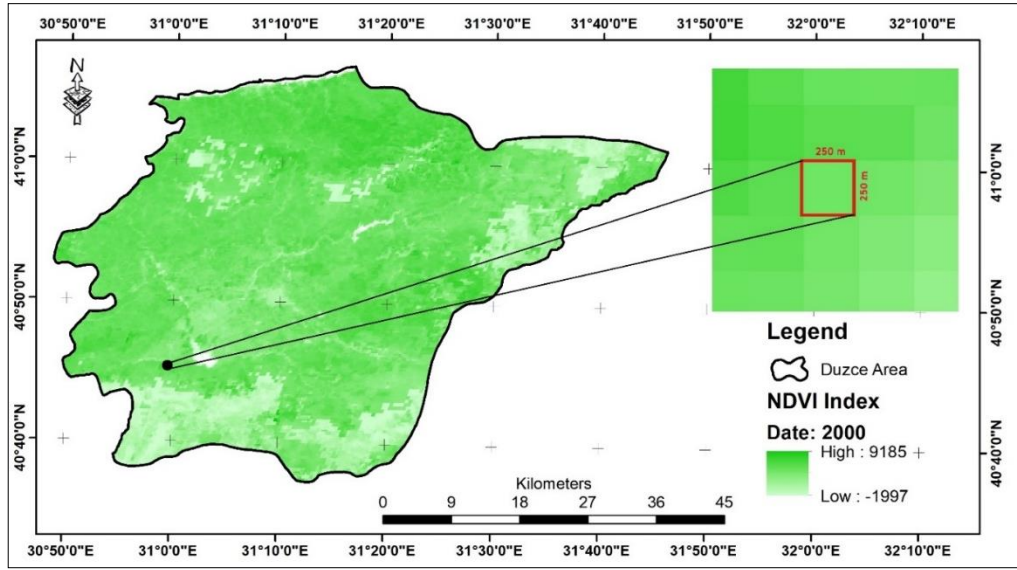 30°50'0"E 31°0'0"E 31°10'0"E 31°20'0"E 31°30'0"E 31°40'0"E 31°50'0"E 32°0'0"E 32°10'0"E
N
250 m
250 m
41°0'0"N
41°0'0"N
40°50'0"N
40°50'0"N
40°40'0"N
40°40'0"N
Legend
Duzce Area
NDVI Index
Date: 2000
High : 9185
Low : -1997
Kilometers
0 9 18 27 36 45
30°50'0"E 31°0'0"E 31°10'0"E 31°20'0"E 31°30'0"E 31°40'0"E 31°50'0"E 32°0'0"E 32°10'0"E